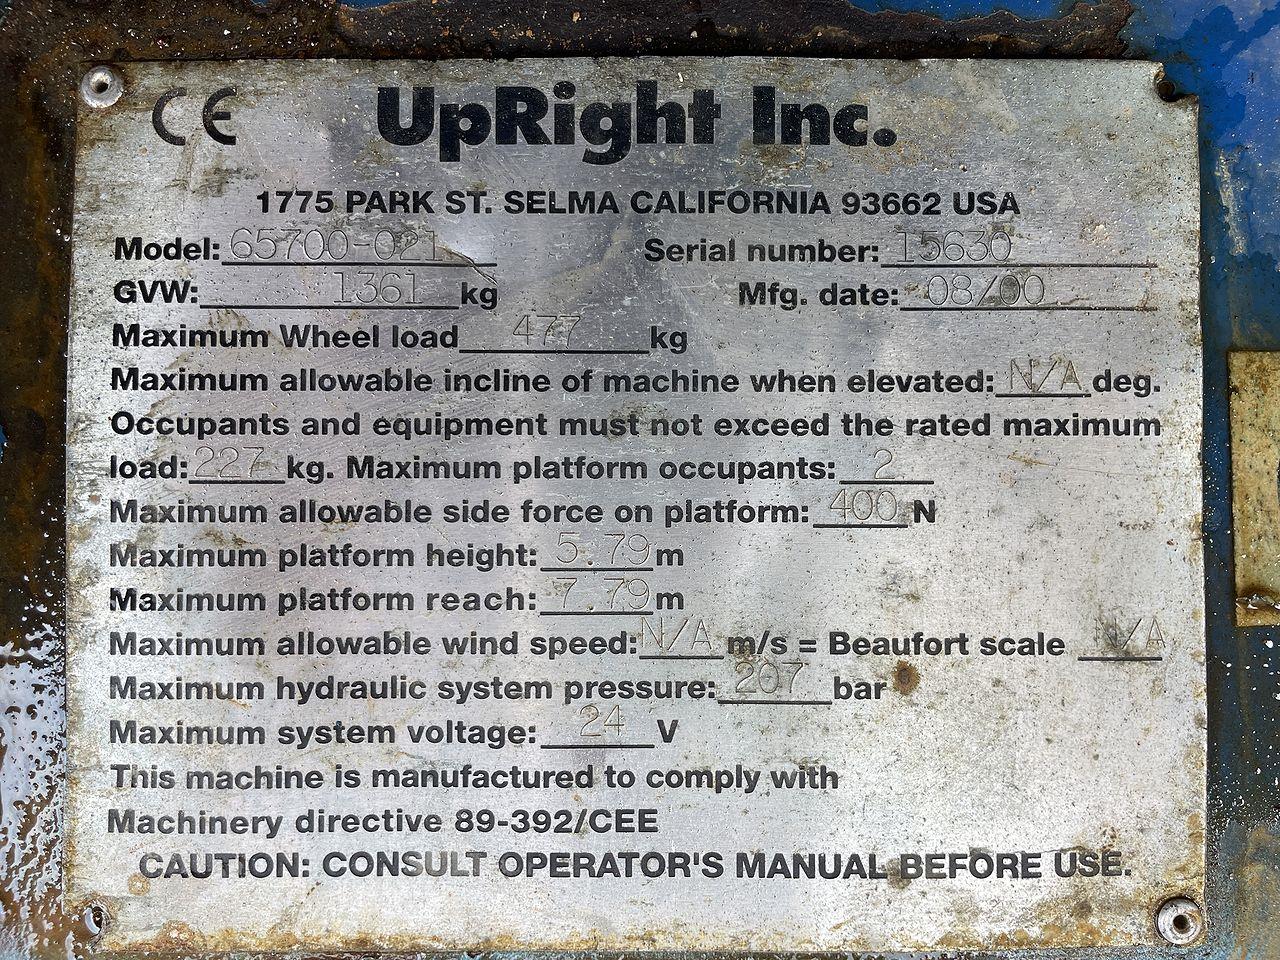 CE UpRight Inc.
1775 PARK ST. SELMA CALIFORNIA 93662 USA
Model: 65700-021 Serial number: 15630
GVW: 1361 kg Mfg. date: 08/00
Maximum Wheel load 477 kg
Maximum allowable incline of machine when elevated: N/A deg.
Occupants and equipment must not exceed the rated maximum
load: 227 kg. Maximum platform occupants: 2
Maximum allowable side force on platform: 400 N
Maximum platform height: 5.79 m
Maximum platform reach: 7.79 m
Maximum allowable wind speed: N/A m/s = Beaufort scale N/A
Maximum hydraulic system pressure: 207 bar
Maximum system voltage: 24 V
This machine is manufactured to comply with
Machinery directive 89-392/CEE
CAUTION: CONSULT OPERATOR'S MANUAL BEFORE USE.